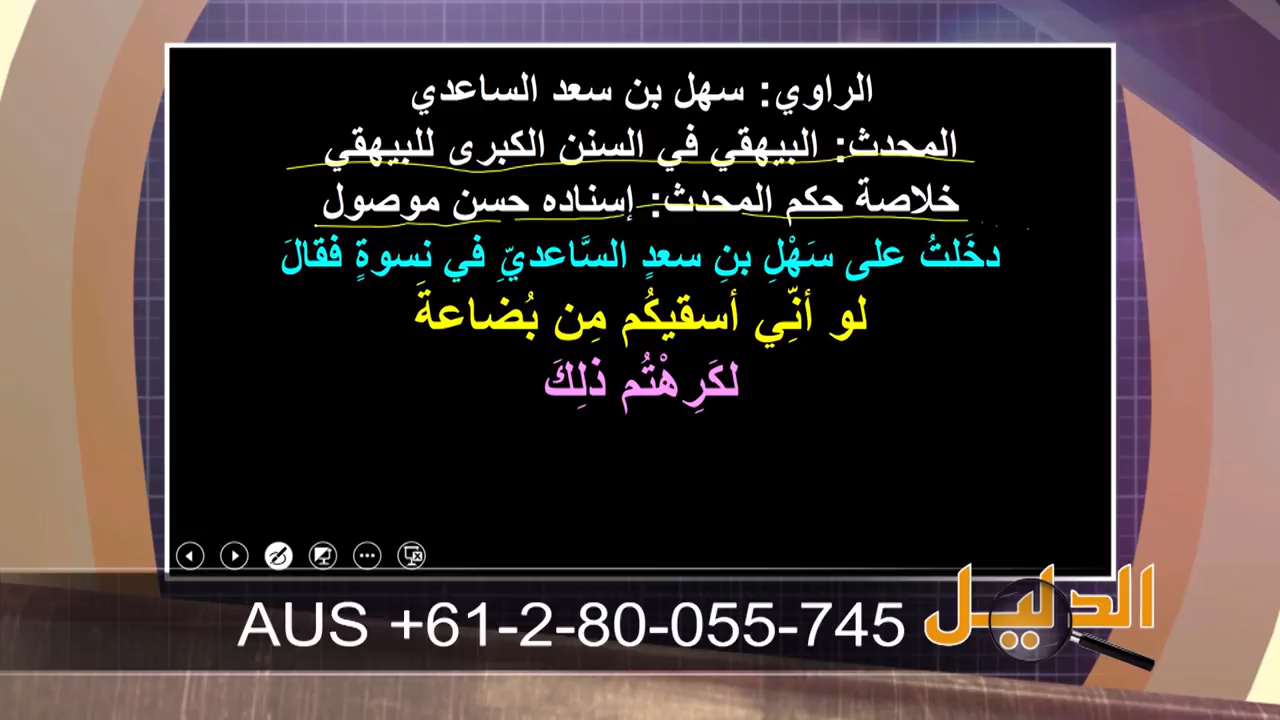 الراوي: سهل بن سعد الساعدي
المحدث: البيهقي في السنن الكبرى للبيهقي
خلاصة حكم المحدث: إسناده حسن موصول
دخَلتُ على سَهْلِ بنِ سعدٍ السَّاعديِّ في نسوةٍ فقالَ
لو أنِّي أسقيكُم مِن بُضاعةَ
لكَرِهْتُم ذلِكَ
AUS +61-2-80-055-745
الدليل